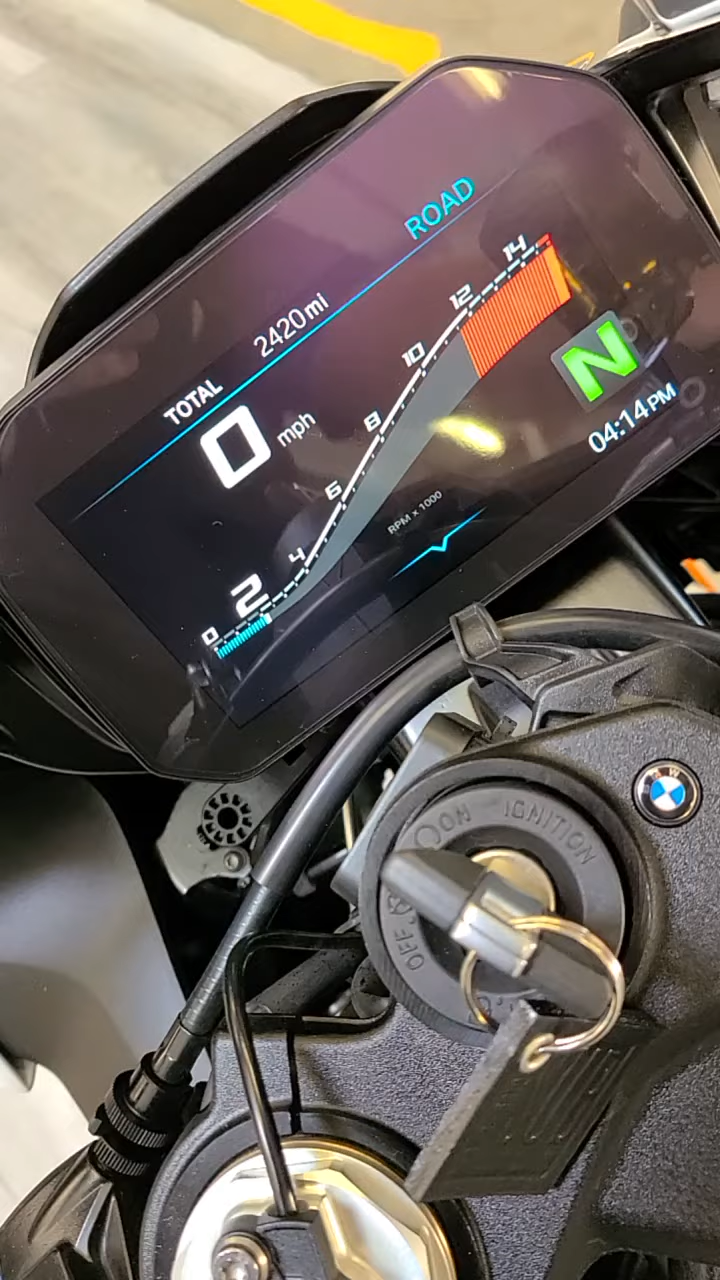 ROAD
TOTAL 2420mi
0 mph
0 2 4 6 8 10 12 14
RPM x 1000
N
04:14PM
BMW
ON IGNITION
OFF